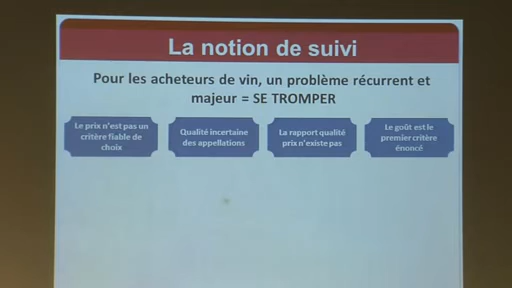 La notion de suivi
Pour les acheteurs de vin, un problème récurrent et
majeur = SE TROMPER
Le prix n'est pas un
critère fiable de
choix
Qualité incertaine
des appellations
La rapport qualité
prix n'existe pas
Le goût est le
premier critère
énoncé